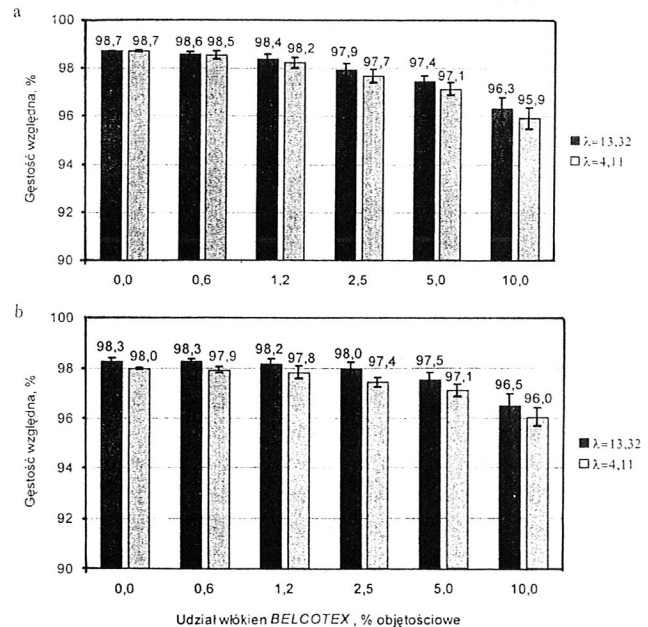 a
100
98
96
94
92
90
Gęstość względna, %
98,7 98,7 98,6 98,5 98,4 98,2 97,9 97,7 97,4 97,1 96,3 95,9
λ=13,32
λ=4,11
0,0 0,6 1,2 2,5 5,0 10,0
b
100
98
96
94
92
90
Gęstość względna, %
98,3 98,0 98,3 97,9 98,2 97,8 98,0 97,4 97,5 97,1 96,5 96,0
λ=13,32
λ=4,11
0,0 0,6 1,2 2,5 5,0 10,0
Udział włókien BELCOTEX , % objętościowe